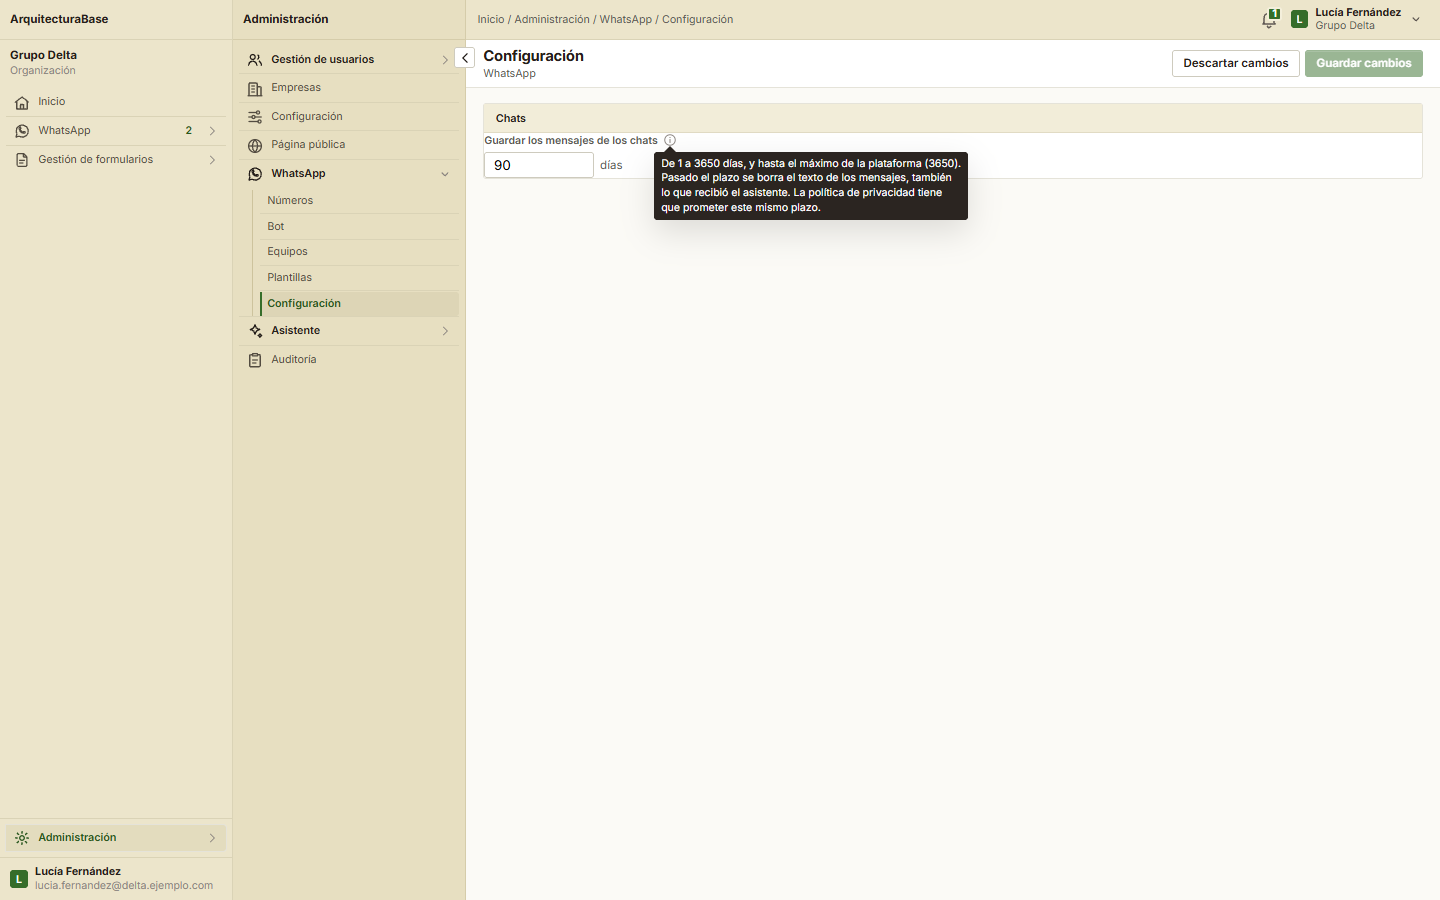 ArquitecturaBase
Grupo Delta
Organización
Inicio
WhatsApp 2
Gestión de formularios
Administración
Lucía Fernández
lucia.fernandez@delta.ejemplo.com
L
Administración
Gestión de usuarios
Empresas
Configuración
Página pública
WhatsApp
Números
Bot
Equipos
Plantillas
Configuración
Asistente
Auditoría
Inicio / Administración / WhatsApp / Configuración
1
L
Lucía Fernández
Grupo Delta
Configuración
WhatsApp
Descartar cambios
Guardar cambios
Chats
Guardar los mensajes de los chats
90 días
De 1 a 3650 días, y hasta el máximo de la plataforma (3650).
Pasado el plazo se borra el texto de los mensajes, también
lo que recibió el asistente. La política de privacidad tiene
que prometer este mismo plazo.